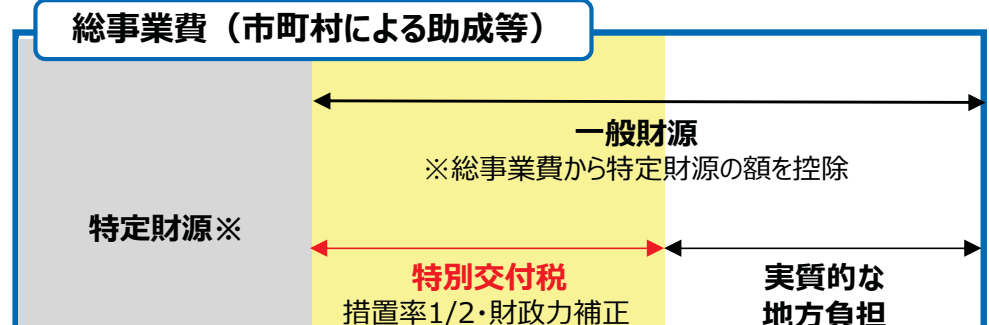 総事業費（市町村による助成等）
一般財源
※総事業費から特定財源の額を控除
特定財源※
特別交付税
措置率1/2・財政力補正
実質的な
地方負担